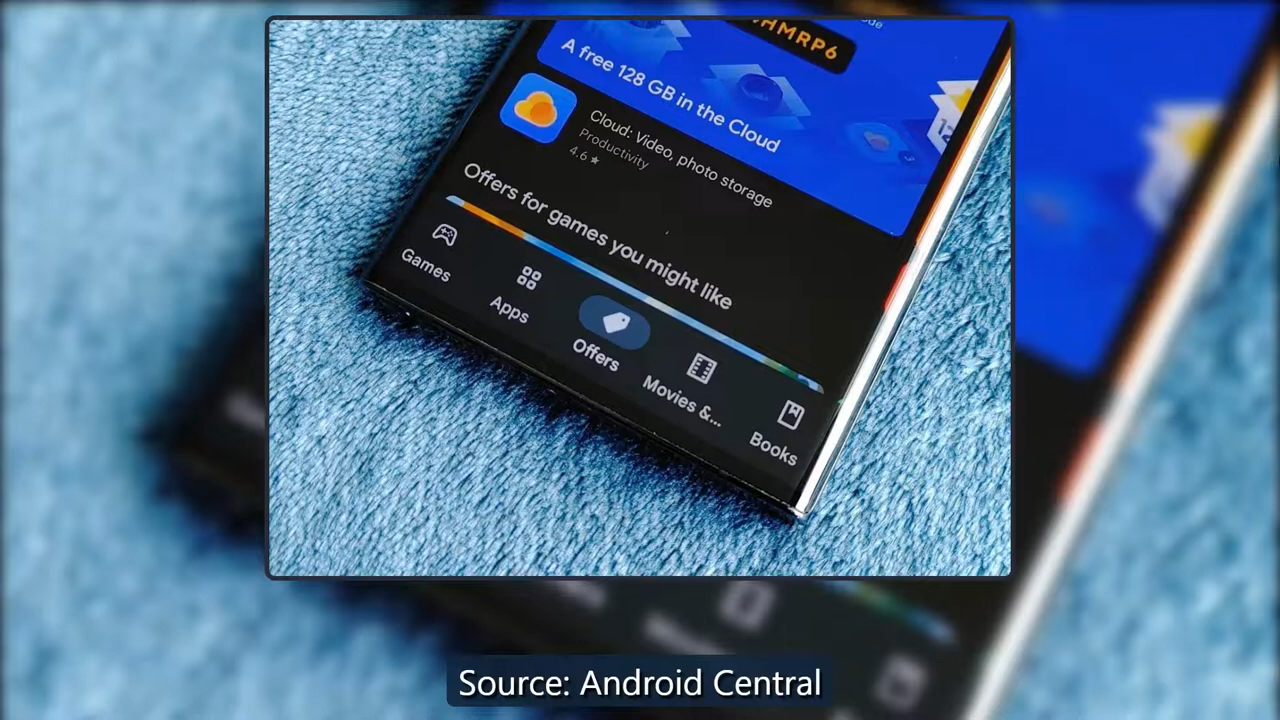 HMRP6
A free 128 GB in the Cloud
Cloud: Video, photo storage
Productivity
4.6 ★
Offers for games you might like
Games
Apps
Offers
Movies &...
Books
Source: Android Central